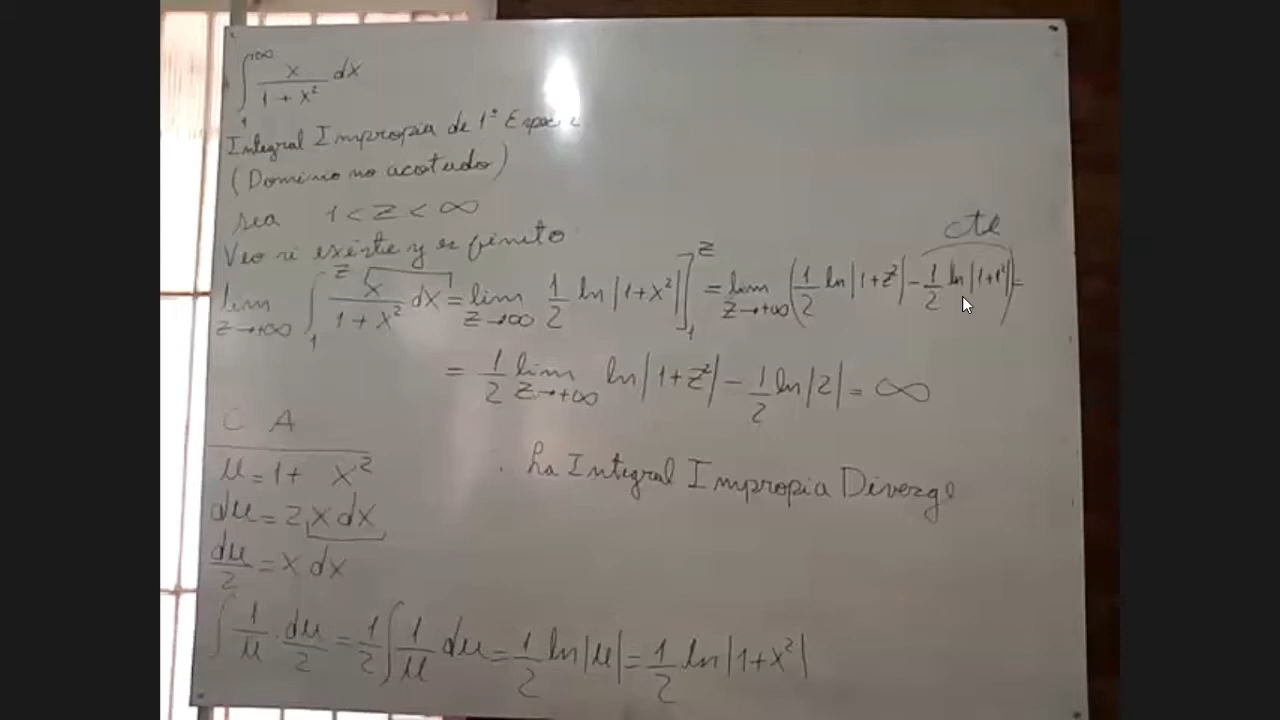 ∫₁^{+∞} x/(1 + x²) dx
Integral Impropia de 1° Especie
(Dominio no acotado)
sea 1 < z < ∞
Veo si existe y es finito
cte
lim_{z→+∞} ∫₁^z x/(1 + x²) dx = lim_{z→∞} 1/2 ln|1+x²| ]₁^z = lim_{z→+∞} (1/2 ln|1+z²| - 1/2 ln|1+1²|) =
= 1/2 lim_{z→+∞} ln|1+z²| - 1/2 ln|2| = ∞
C A
u = 1 + x²
La Integral Impropia Diverge
du = 2x dx
du/2 = x dx
∫ 1/u · du/2 = 1/2 ∫ 1/u du = 1/2 ln|u| = 1/2 ln|1+x²|